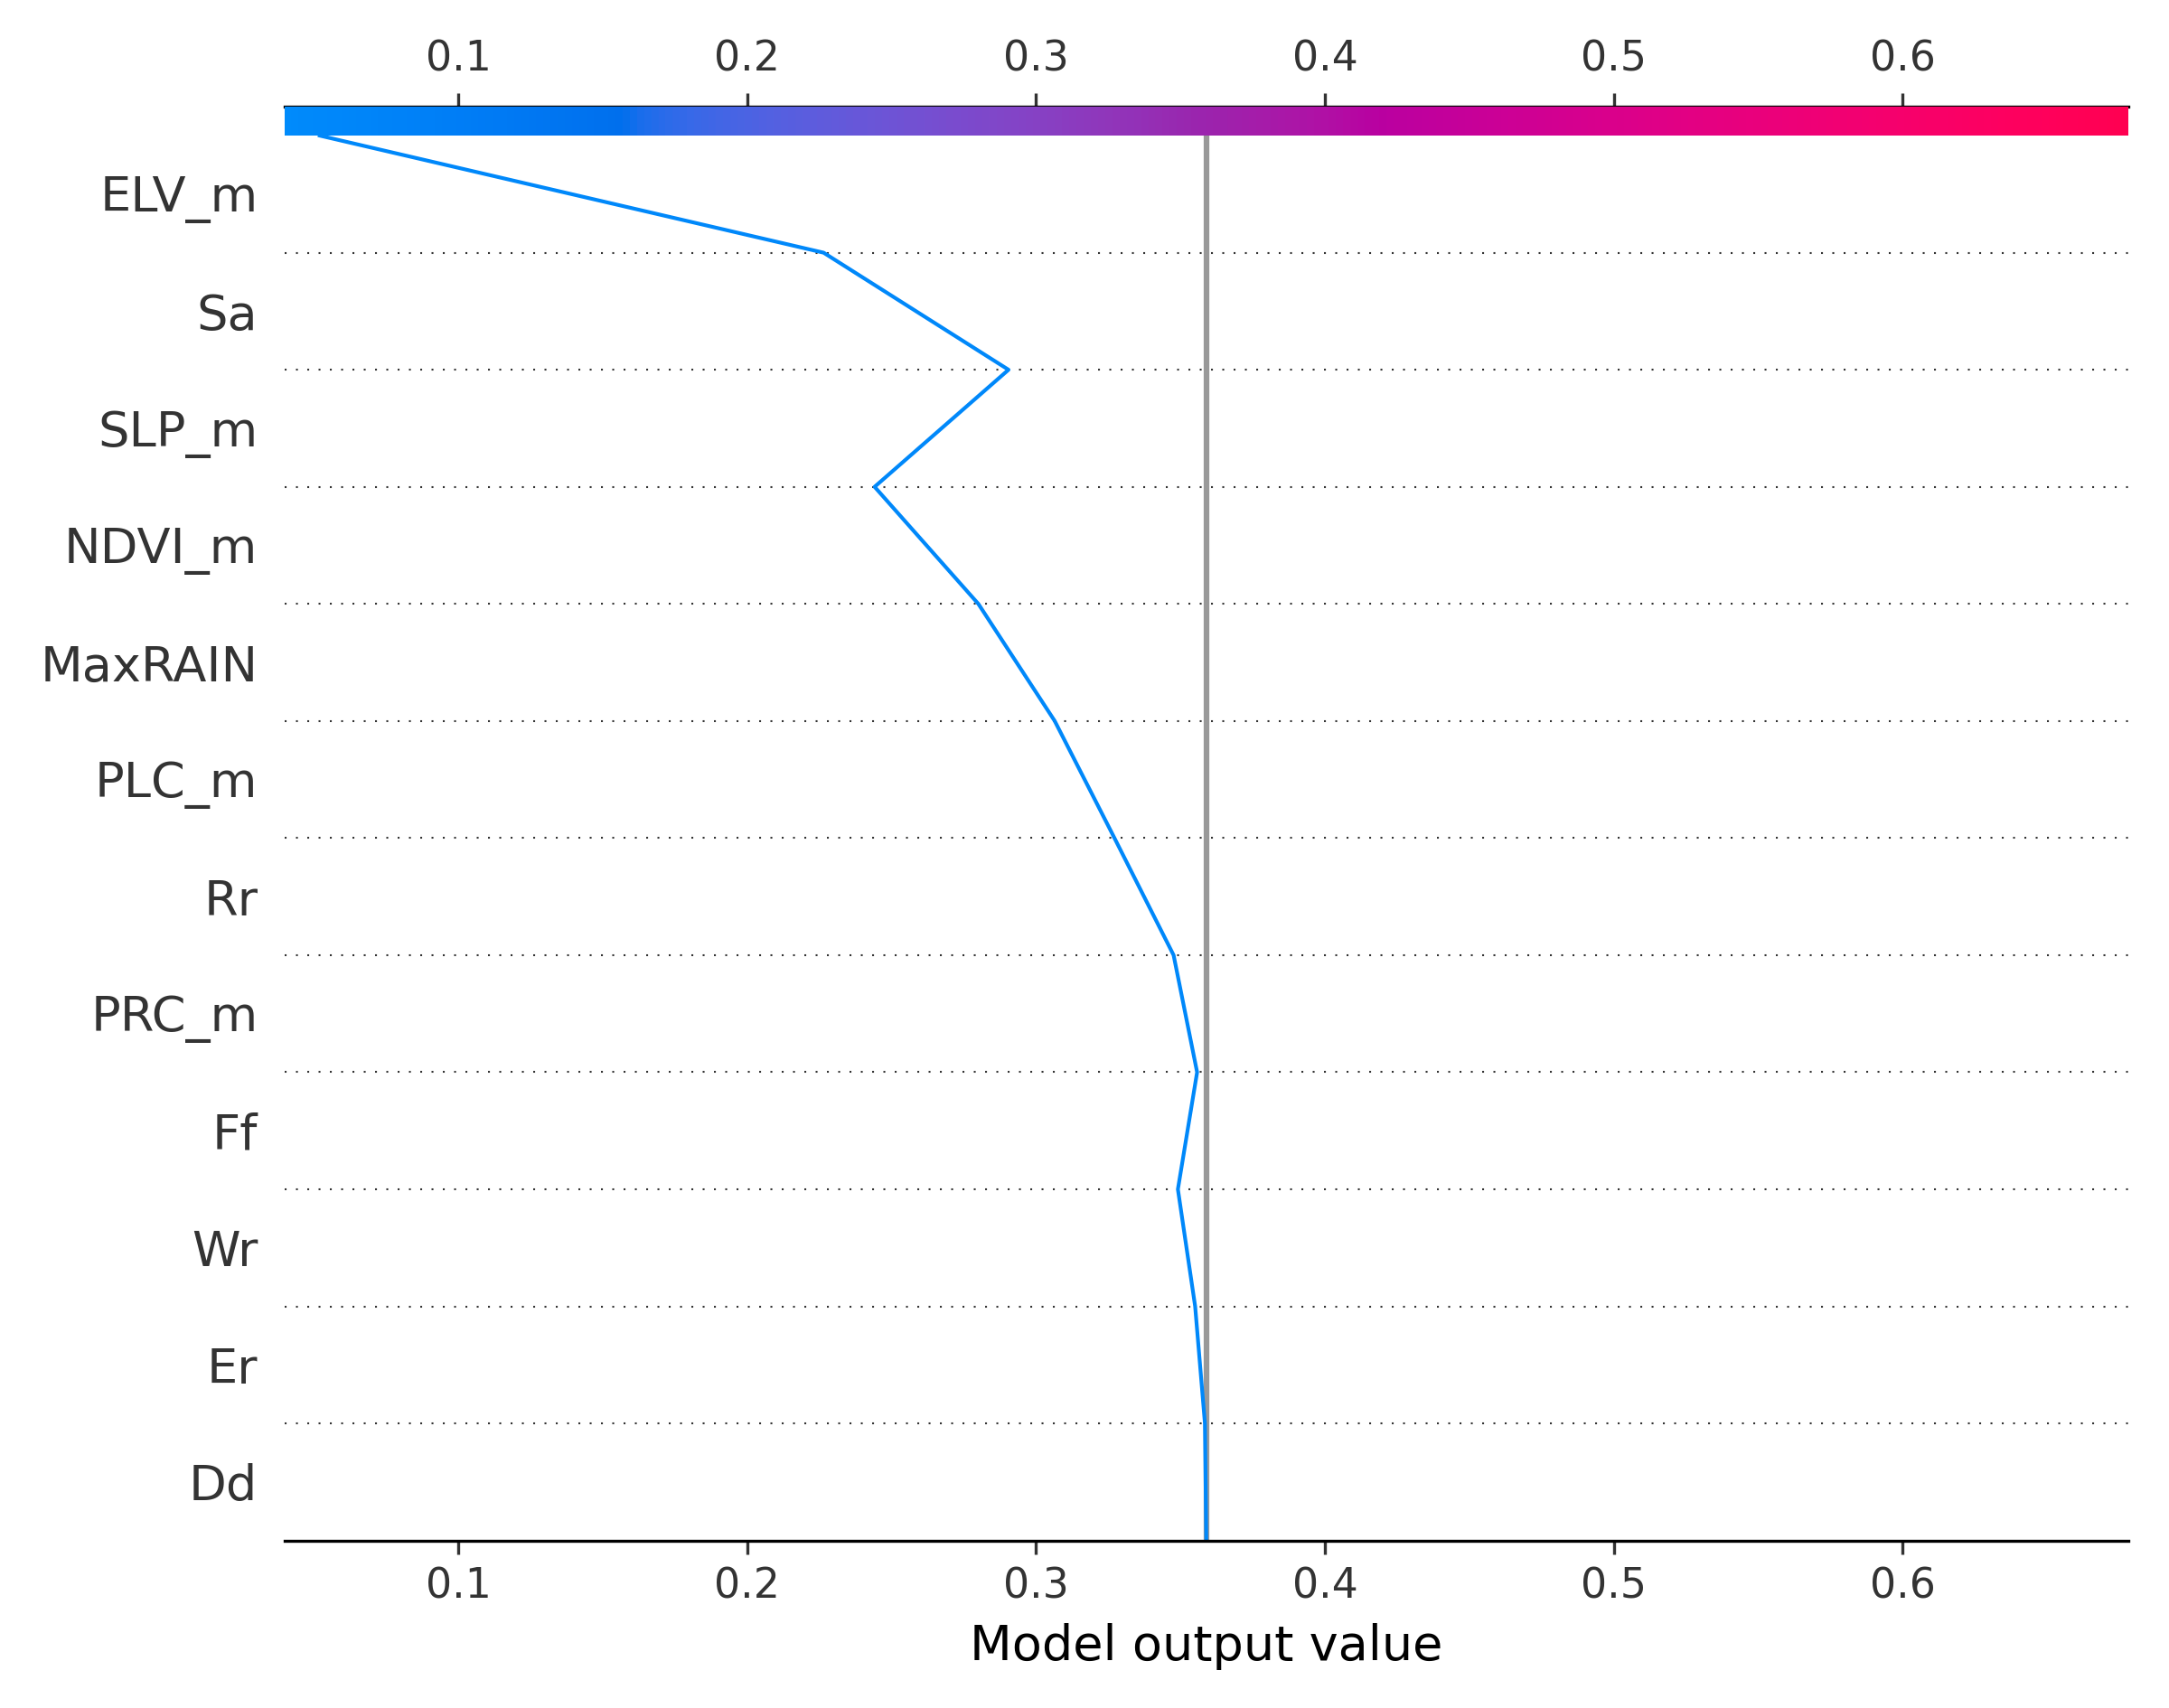 0.1 0.2 0.3 0.4 0.5 0.6
ELV_m
Sa
SLP_m
NDVI_m
MaxRAIN
PLC_m
Rr
PRC_m
Ff
Wr
Er
Dd
0.1 0.2 0.3 0.4 0.5 0.6
Model output value